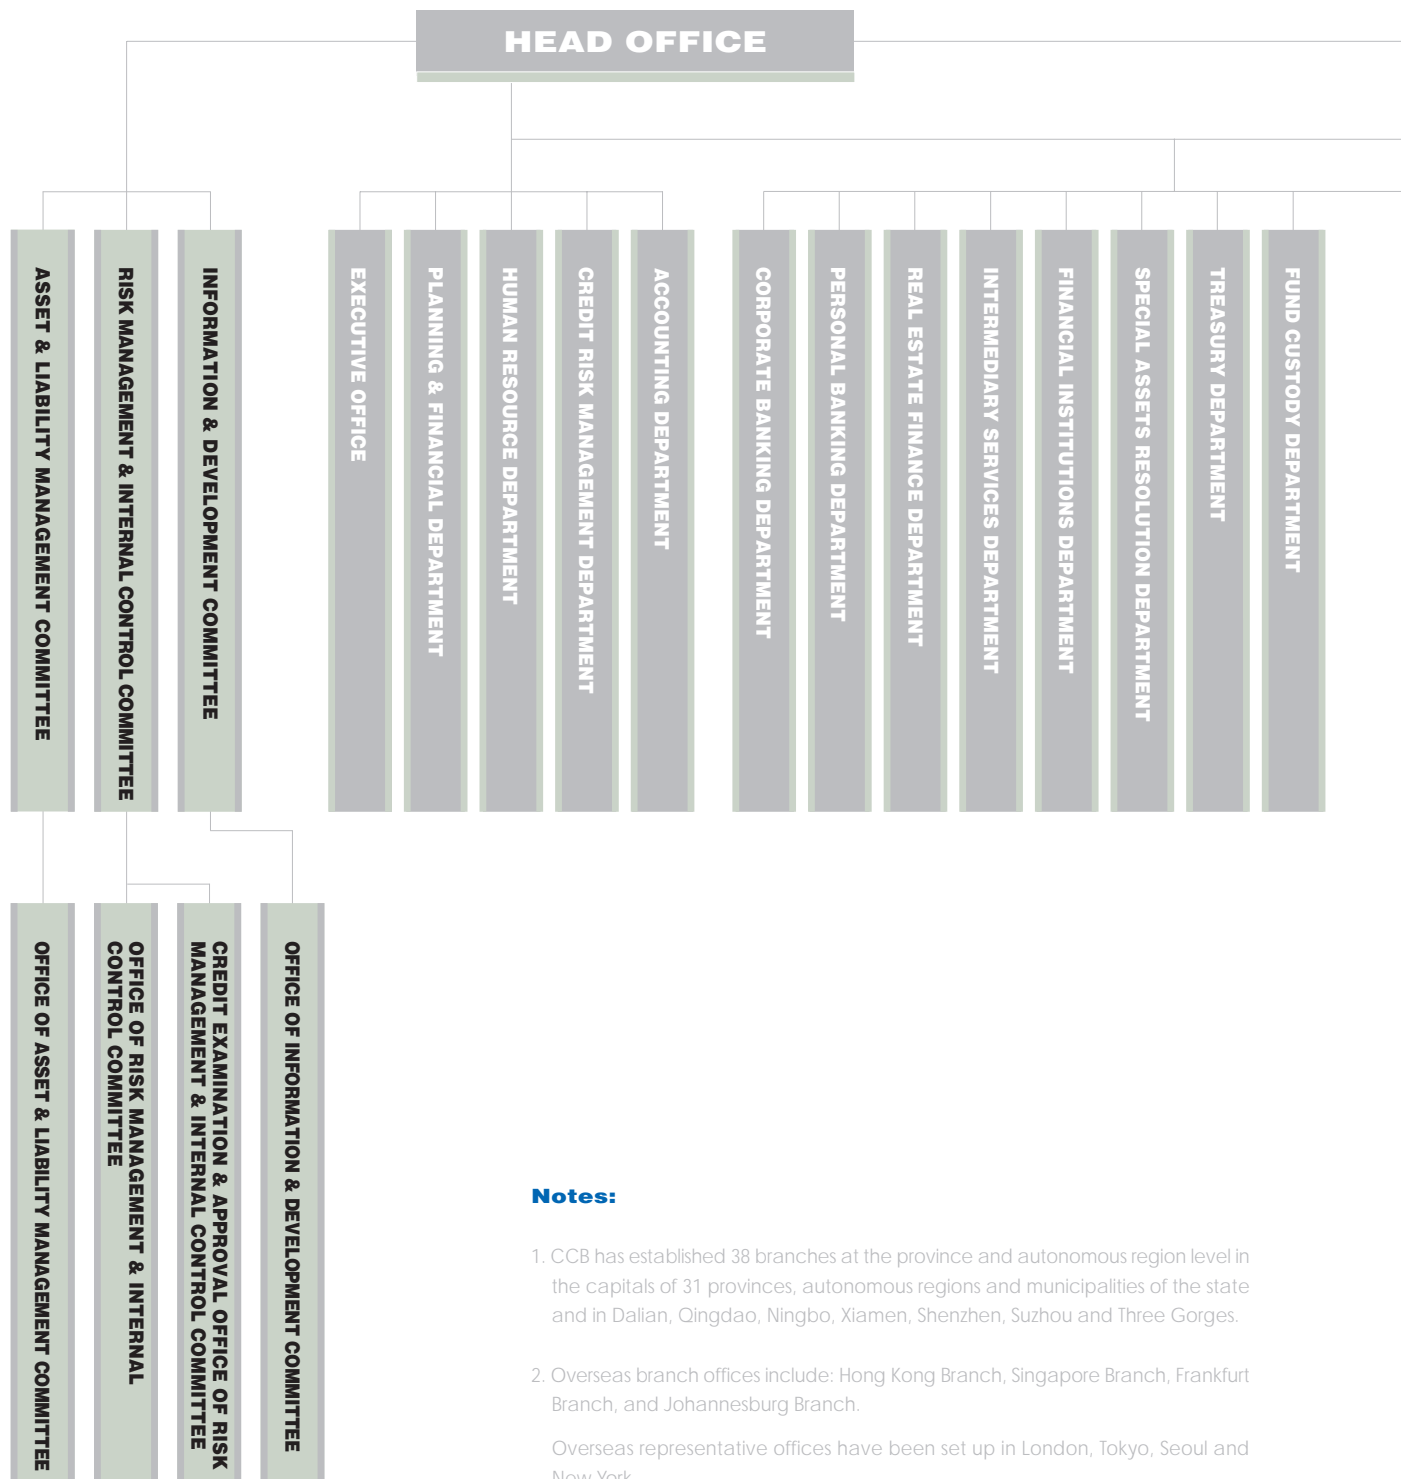 HEAD OFFICE
ASSET & LIABILITY MANAGEMENT COMMITTEE
RISK MANAGEMENT & INTERNAL CONTROL COMMITTEE
INFORMATION & DEVELOPMENT COMMITTEE
EXECUTIVE OFFICE
PLANNING & FINANCIAL DEPARTMENT
HUMAN RESOURCE DEPARTMENT
CREDIT RISK MANAGEMENT DEPARTMENT
ACCOUNTING DEPARTMENT
CORPORATE BANKING DEPARTMENT
PERSONAL BANKING DEPARTMENT
REAL ESTATE FINANCE DEPARTMENT
INTERMEDIARY SERVICES DEPARTMENT
FINANCIAL INSTITUTIONS DEPARTMENT
SPECIAL ASSETS RESOLUTION DEPARTMENT
TREASURY DEPARTMENT
FUND CUSTODY DEPARTMENT
OFFICE OF ASSET & LIABILITY MANAGEMENT COMMITTEE
OFFICE OF RISK MANAGEMENT & INTERNAL
CONTROL COMMITTEE
CREDIT EXAMINATION & APPROVAL OFFICE OF RISK
MANAGEMENT & INTERNAL CONTROL COMMITTEE
OFFICE OF INFORMATION & DEVELOPMENT COMMITTEE
Notes:
1. CCB has established 38 branches at the province and autonomous region level in
the capitals of 31 provinces, autonomous regions and municipalities of the state
and in Dalian, Qingdao, Ningbo, Xiamen, Shenzhen, Suzhou and Three Gorges.
2. Overseas branch offices include: Hong Kong Branch, Singapore Branch, Frankfurt
Branch, and Johannesburg Branch.
Overseas representative offices have been set up in London, Tokyo, Seoul and
New York